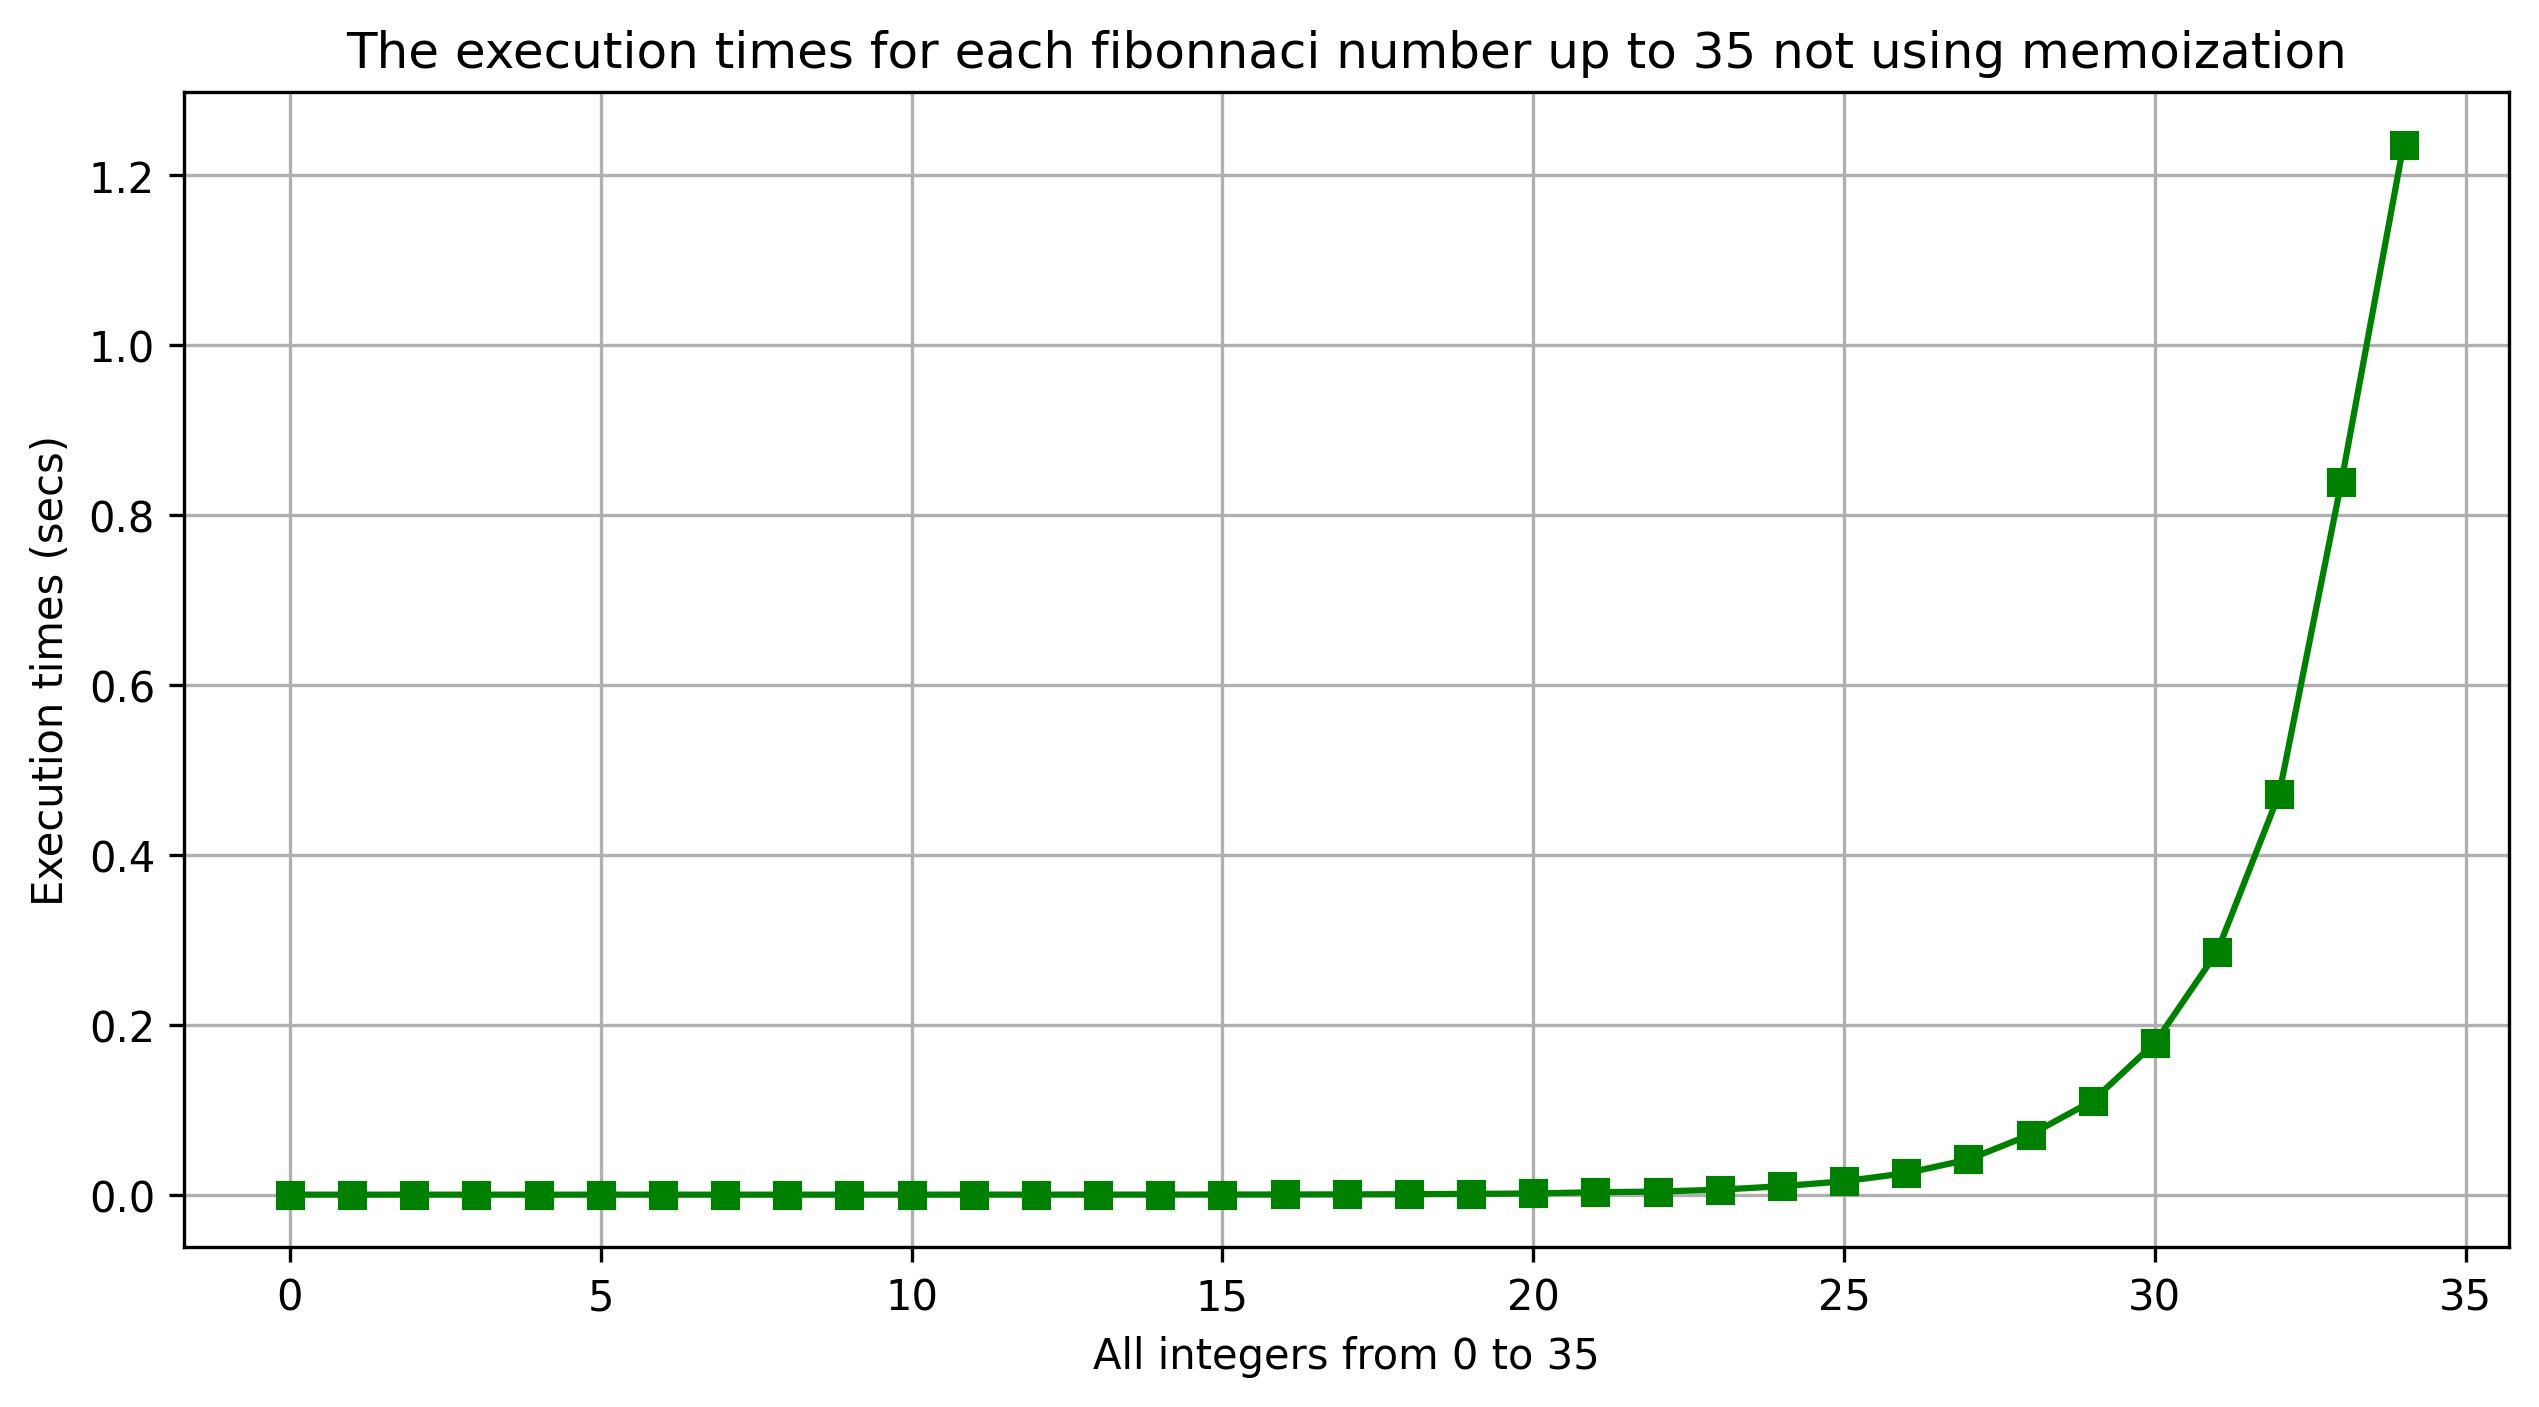 The execution times for each fibonnaci number up to 35 not using memoization
1.2
1.0
0.8
0.6
0.4
0.2
0.0
Execution times (secs)
0 5 10 15 20 25 30 35
All integers from 0 to 35